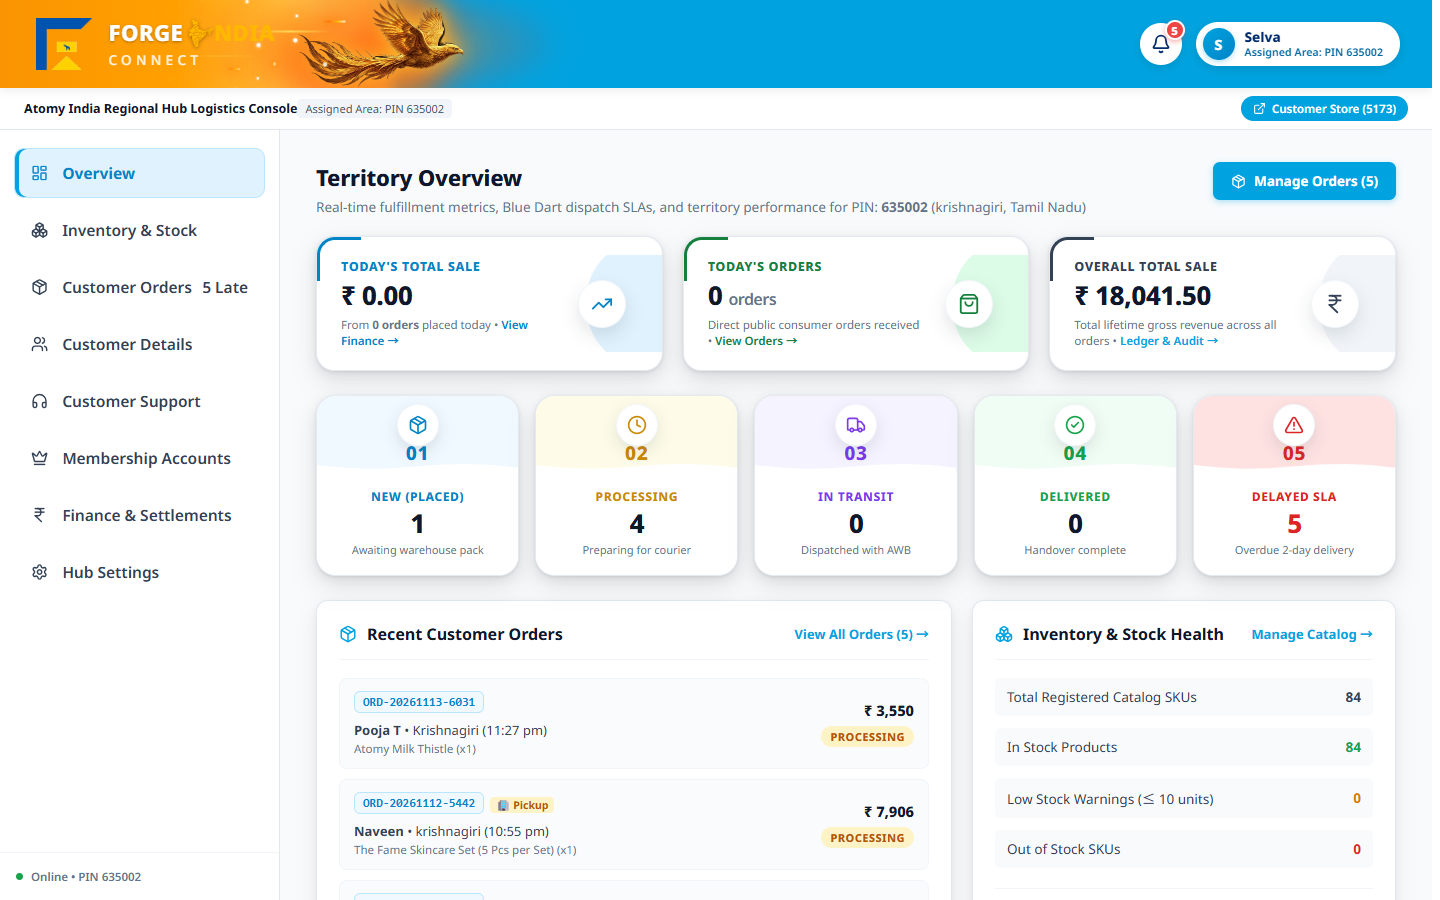 FORGE INDIA
CONNECT
5
S
Selva
Assigned Area: PIN 635002
Atomy India Regional Hub Logistics Console
Assigned Area: PIN 635002
Customer Store (5173)
Overview
Inventory & Stock
Customer Orders 5 Late
Customer Details
Customer Support
Membership Accounts
Finance & Settlements
Hub Settings
Online • PIN 635002
Territory Overview
Real-time fulfillment metrics, Blue Dart dispatch SLAs, and territory performance for PIN: 635002 (krishnagiri, Tamil Nadu)
Manage Orders (5)
TODAY'S TOTAL SALE
₹ 0.00
From 0 orders placed today • View
Finance →
TODAY'S ORDERS
0 orders
Direct public consumer orders received
• View Orders →
OVERALL TOTAL SALE
₹ 18,041.50
Total lifetime gross revenue across all
orders • Ledger & Audit →
01
NEW (PLACED)
1
Awaiting warehouse pack
02
PROCESSING
4
Preparing for courier
03
IN TRANSIT
0
Dispatched with AWB
04
DELIVERED
0
Handover complete
05
DELAYED SLA
5
Overdue 2-day delivery
Recent Customer Orders
View All Orders (5) →
ORD-20261113-6031
Pooja T • Krishnagiri (11:27 pm)
Atomy Milk Thistle (x1)
₹ 3,550
PROCESSING
ORD-20261112-5442
Pickup
Naveen • krishnagiri (10:55 pm)
The Fame Skincare Set (5 Pcs per Set) (x1)
₹ 7,906
PROCESSING
Inventory & Stock Health
Manage Catalog →
Total Registered Catalog SKUs 84
In Stock Products 84
Low Stock Warnings (≤ 10 units) 0
Out of Stock SKUs 0